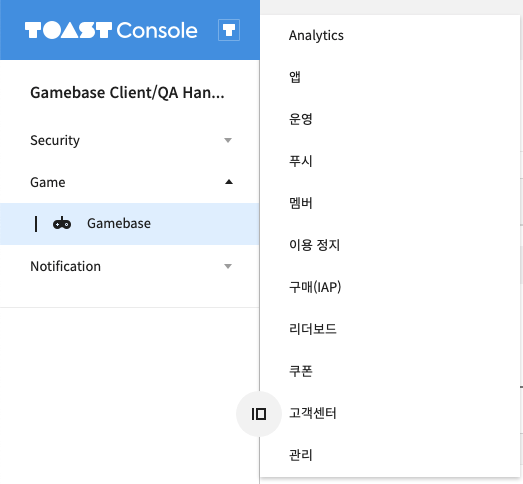 TOAST Console
T
Gamebase Client/QA Han...
Security
Game
Gamebase
Notification
Analytics
앱
운영
푸시
멤버
이용 정지
구매(IAP)
리더보드
쿠폰
고객센터
관리